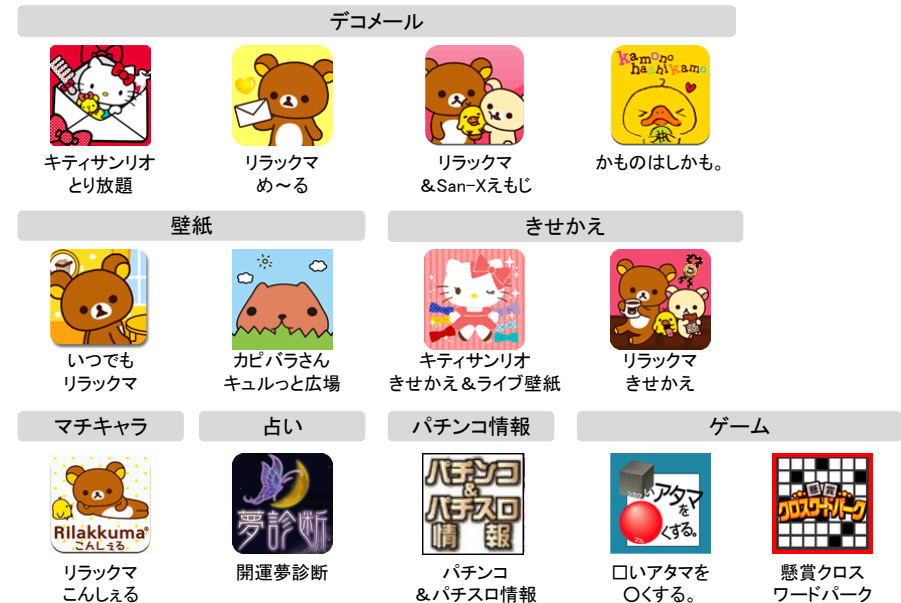 デコメール
kamono
hashikamo
キティサンリオ
とり放題
リラックマ
め～る
リラックマ
&San-Xえもじ
かものはしかも。
壁紙
きせかえ
いつでも
リラックマ
カピバラさん
キュルっと広場
キティサンリオ
きせかえ&ライブ壁紙
リラックマ
きせかえ
マチキャラ
占い
パチンコ情報
ゲーム
Rilakkuma®
こんしぇる
夢診断
パチンコ
&
パチスロ
情報
シカクいアタマ
を
マル
くする。
懸賞
クロスワードパーク
リラックマ
こんしぇる
開運夢診断
パチンコ
&パチスロ情報
□いアタマを
○くする。
懸賞クロス
ワードパーク